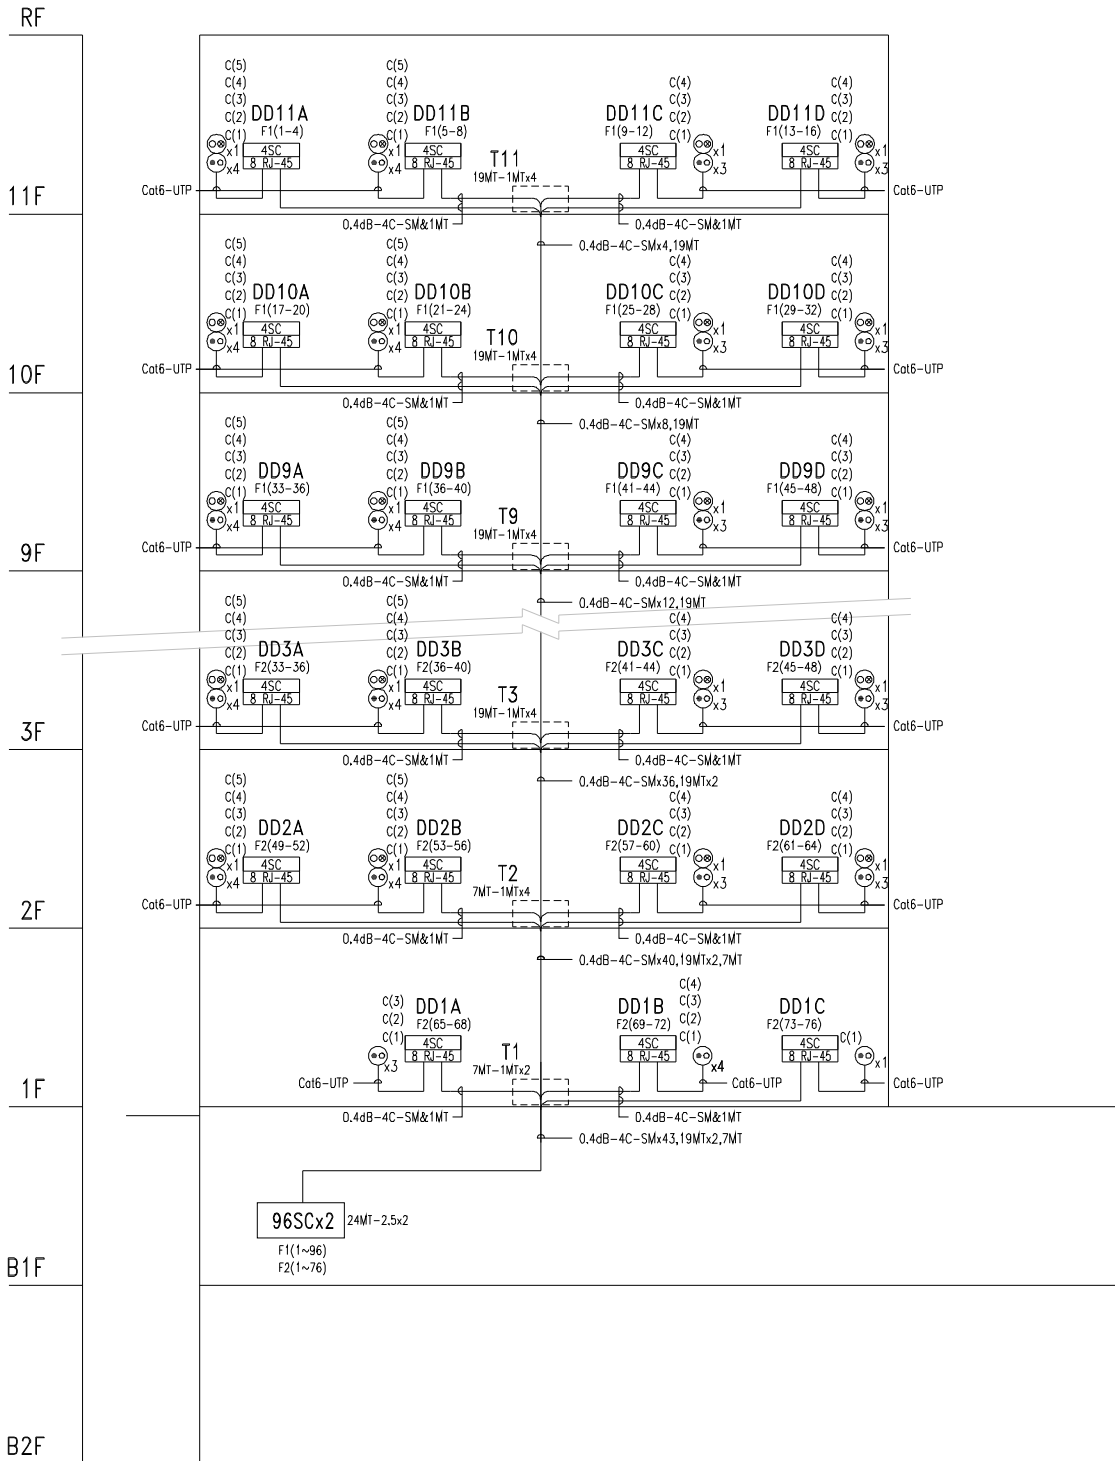 RF
C(5) C(5)
C(4) C(4) C(4) C(4)
C(3) C(3) C(3) C(3)
C(2) C(2) C(2) C(2)
C(1) C(1) C(1) C(1)
DD11A DD11B DD11C DD11D
F1(1-4) F1(5-8) F1(9-12) F1(13-16)
4SC 4SC 4SC 4SC
8 RJ-45 8 RJ-45 8 RJ-45 8 RJ-45
x1 x1 x1 x1
x4 x4 x3 x3
T11
19MT-1MTx4
Cat6-UTP Cat6-UTP
11F
0.4dB-4C-SM&1MT 0.4dB-4C-SM&1MT
0.4dB-4C-SMx4,19MT
C(5) C(5)
C(4) C(4) C(4) C(4)
C(3) C(3) C(3) C(3)
C(2) C(2) C(2) C(2)
C(1) C(1) C(1) C(1)
DD10A DD10B DD10C DD10D
F1(17-20) F1(21-24) F1(25-28) F1(29-32)
4SC 4SC 4SC 4SC
8 RJ-45 8 RJ-45 8 RJ-45 8 RJ-45
x1 x1 x1 x1
x4 x4 x3 x3
T10
19MT-1MTx4
Cat6-UTP Cat6-UTP
10F
0.4dB-4C-SM&1MT 0.4dB-4C-SM&1MT
0.4dB-4C-SMx8,19MT
C(5) C(5)
C(4) C(4) C(4) C(4)
C(3) C(3) C(3) C(3)
C(2) C(2) C(2) C(2)
C(1) C(1) C(1) C(1)
DD9A DD9B DD9C DD9D
F1(33-36) F1(36-40) F1(41-44) F1(45-48)
4SC 4SC 4SC 4SC
8 RJ-45 8 RJ-45 8 RJ-45 8 RJ-45
x1 x1 x1 x1
x4 x4 x3 x3
T9
19MT-1MTx4
Cat6-UTP Cat6-UTP
9F
0.4dB-4C-SM&1MT 0.4dB-4C-SM&1MT
0.4dB-4C-SMx12,19MT
C(5) C(5)
C(4) C(4) C(4) C(4)
C(3) C(3) C(3) C(3)
C(2) C(2) C(2) C(2)
C(1) C(1) C(1) C(1)
DD3A DD3B DD3C DD3D
F2(33-36) F2(36-40) F2(41-44) F2(45-48)
4SC 4SC 4SC 4SC
8 RJ-45 8 RJ-45 8 RJ-45 8 RJ-45
x1 x1 x1 x1
x4 x4 x3 x3
T3
19MT-1MTx4
Cat6-UTP Cat6-UTP
3F
0.4dB-4C-SM&1MT 0.4dB-4C-SM&1MT
0.4dB-4C-SMx36,19MTx2
C(5) C(5)
C(4) C(4) C(4) C(4)
C(3) C(3) C(3) C(3)
C(2) C(2) C(2) C(2)
C(1) C(1) C(1) C(1)
DD2A DD2B DD2C DD2D
F2(49-52) F2(53-56) F2(57-60) F2(61-64)
4SC 4SC 4SC 4SC
8 RJ-45 8 RJ-45 8 RJ-45 8 RJ-45
x1 x1 x1 x1
x4 x4 x3 x3
T2
7MT-1MTx4
Cat6-UTP Cat6-UTP
2F
0.4dB-4C-SM&1MT 0.4dB-4C-SM&1MT
0.4dB-4C-SMx40,19MTx2,7MT
C(4)
C(3) C(3)
C(2) C(2)
C(1) C(1) C(1)
DD1A DD1B DD1C
F2(65-68) F2(69-72) F2(73-76)
4SC 4SC 4SC
8 RJ-45 8 RJ-45 8 RJ-45
x3 x4 x1
T1
7MT-1MTx2
Cat6-UTP Cat6-UTP Cat6-UTP
1F
0.4dB-4C-SM&1MT 0.4dB-4C-SM&1MT
0.4dB-4C-SMx43,19MTx2,7MT
96SCx2 24MT-2.5x2
F1(1~96)
F2(1~76)
B1F
B2F